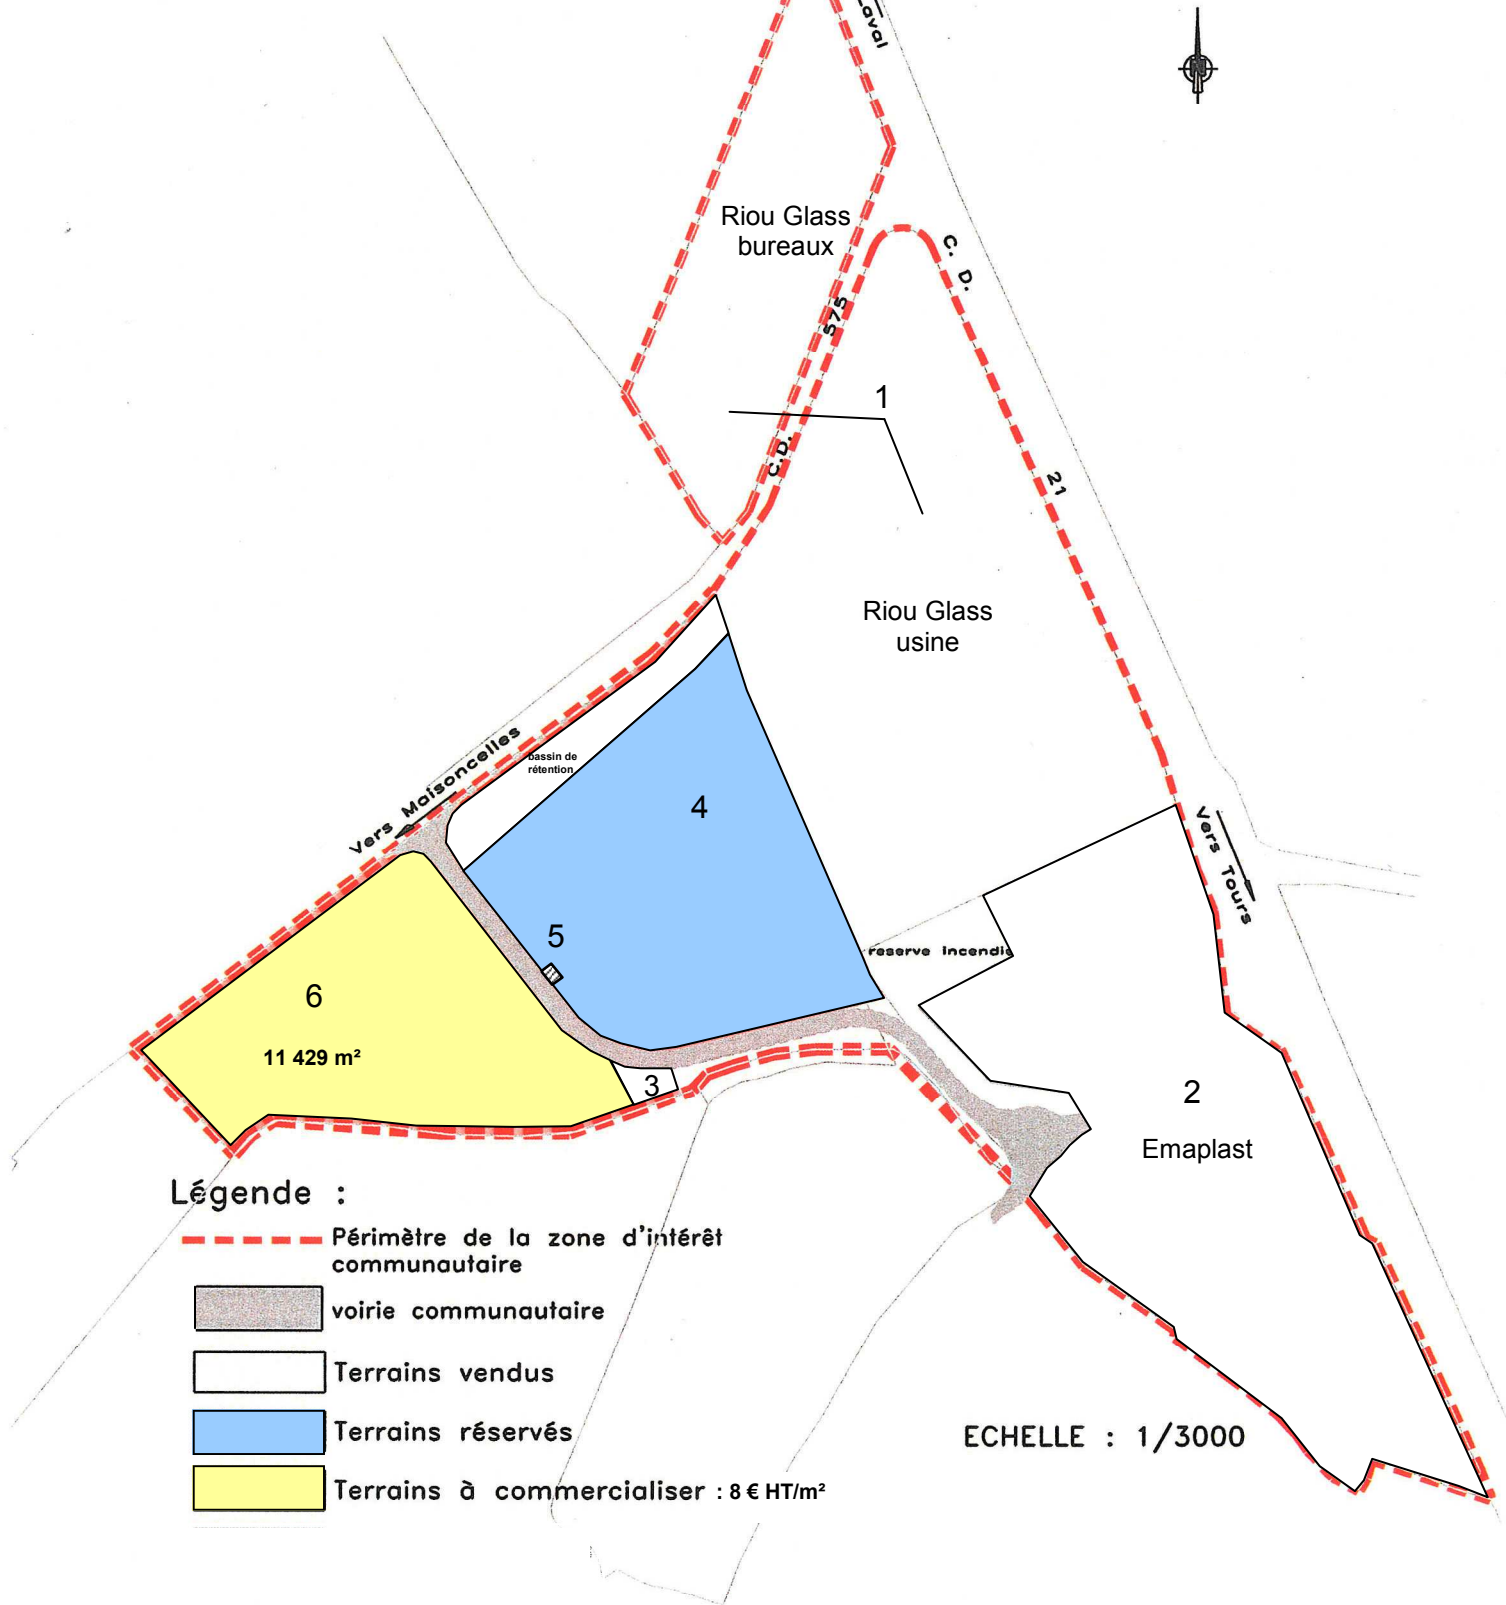 Laval
N
Riou Glass
bureaux
C. D.
575
1
C.D.
21
Riou Glass
usine
bassin de
rétention
Vers Maisoncelles
4
Vers Tours
5
reserve incendie
6
11 429 m²
3
2
Emaplast
Légende :
Périmètre de la zone d'intérêt
communautaire
voirie communautaire
Terrains vendus
Terrains réservés
ECHELLE : 1/3000
Terrains à commercialiser : 8 € HT/m²